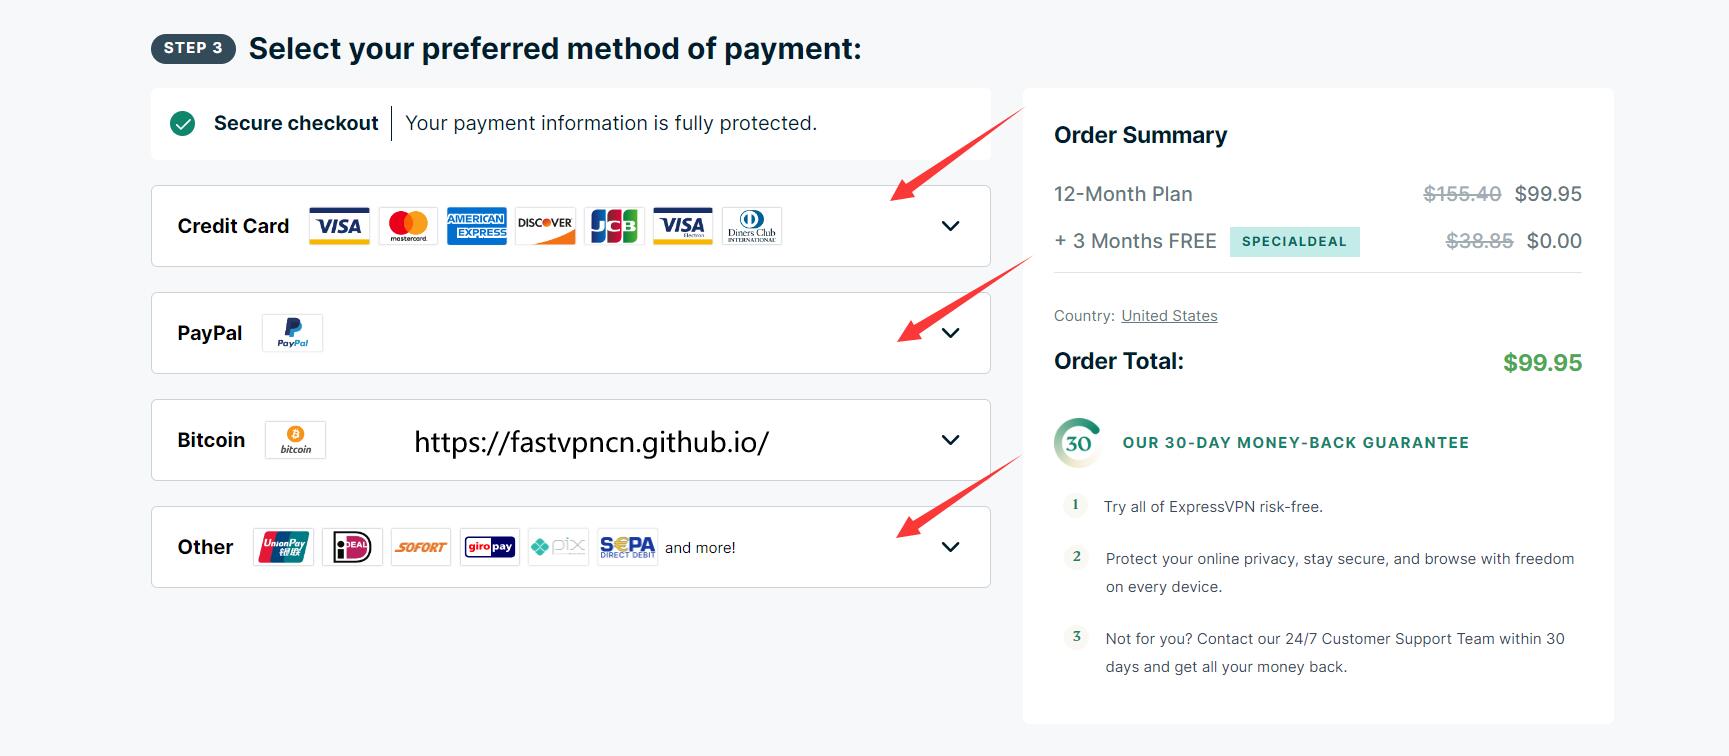 STEP 3 Select your preferred method of payment:
Secure checkout Your payment information is fully protected.
Credit Card VISA mastercard. AMERICAN EXPRESS DISCOVER JCB VISA Electron Diners Club INTERNATIONAL
PayPal PayPal
Bitcoin bitcoin https://fastvpncn.github.io/
Other UnionPay 银联 iDEAL SOFORT giropay pix S€PA DIRECT DEBIT and more!
Order Summary
12-Month Plan $155.40 $99.95
+ 3 Months FREE SPECIALDEAL $38.85 $0.00
Country: United States
Order Total: $99.95
30 OUR 30-DAY MONEY-BACK GUARANTEE
1 Try all of ExpressVPN risk-free.
2 Protect your online privacy, stay secure, and browse with freedom
on every device.
3 Not for you? Contact our 24/7 Customer Support Team within 30
days and get all your money back.